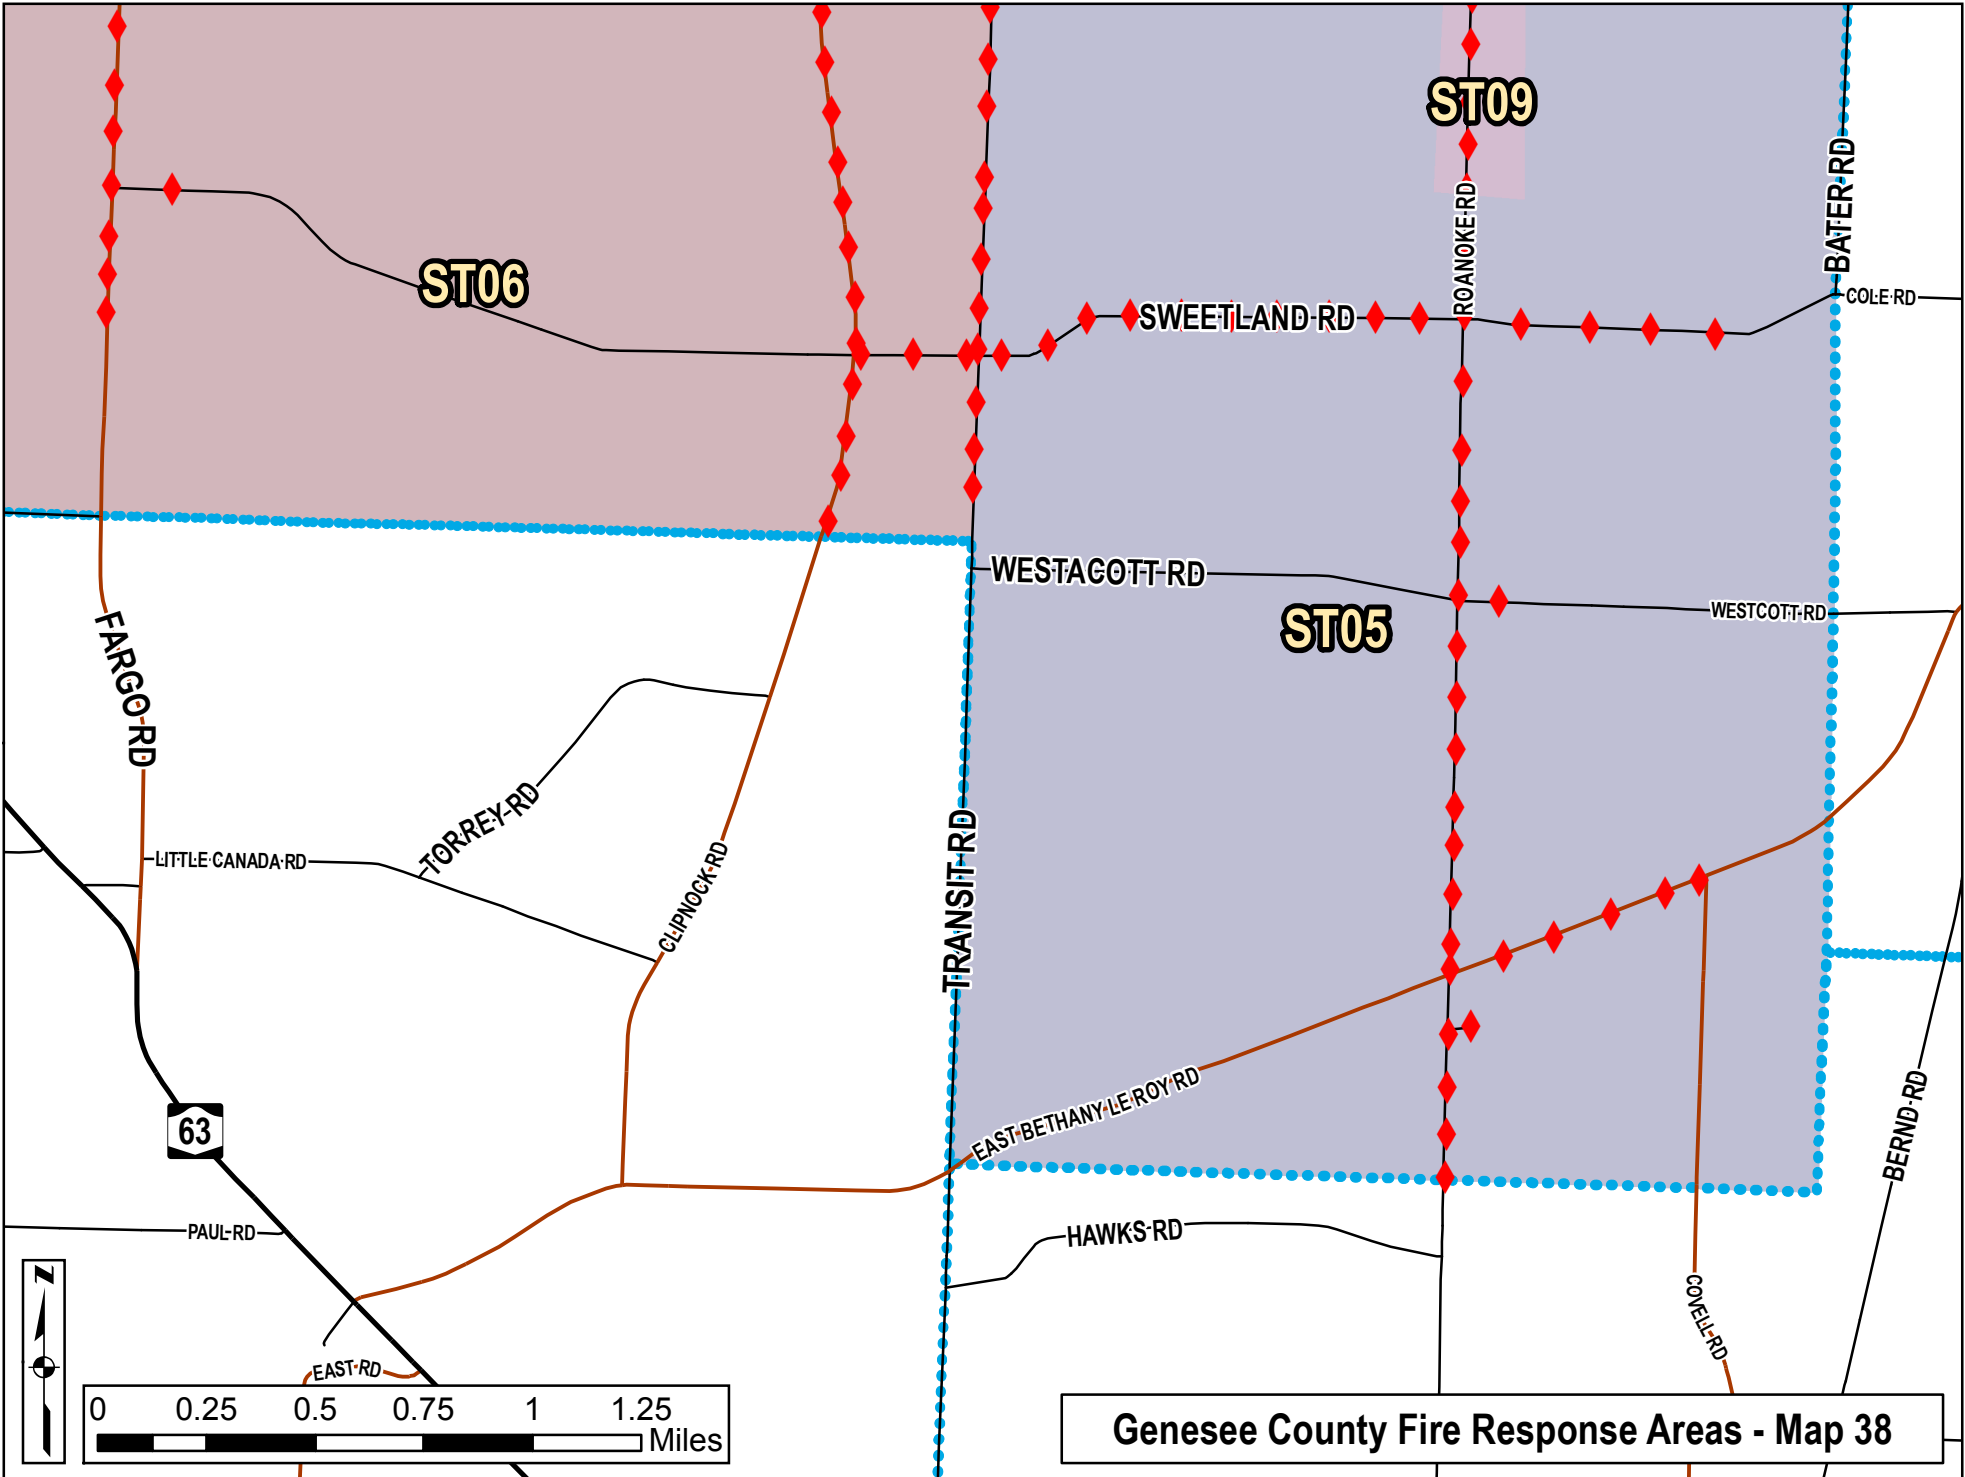 ST09
BATER RD
ROANOKE RD
ST06
COLE RD
SWEETLAND RD
WESTACOTT RD
WESTCOTT RD
ST05
FARGO RD
TORREY RD
LITTLE CANADA RD
CLIPNOCK RD
TRANSIT RD
EAST BETHANY LE ROY RD
BERND RD
63
PAUL RD
HAWKS RD
COVELL RD
Z
EAST RD
0 0.25 0.5 0.75 1 1.25
Miles
Genesee County Fire Response Areas - Map 38